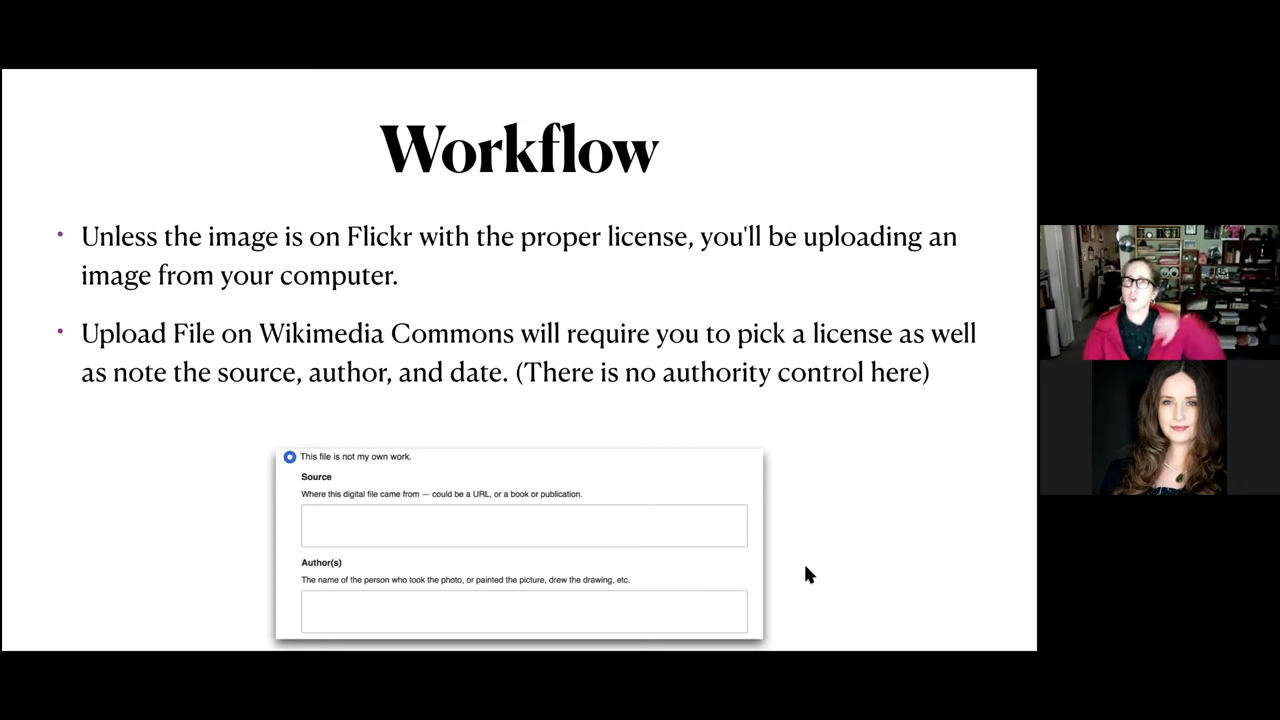 Workflow
• Unless the image is on Flickr with the proper license, you'll be uploading an
image from your computer.
• Upload File on Wikimedia Commons will require you to pick a license as well
as note the source, author, and date. (There is no authority control here)
This file is not my own work.
Source
Where this digital file came from — could be a URL, or a book or publication.
Author(s)
The name of the person who took the photo, or painted the picture, drew the drawing, etc.